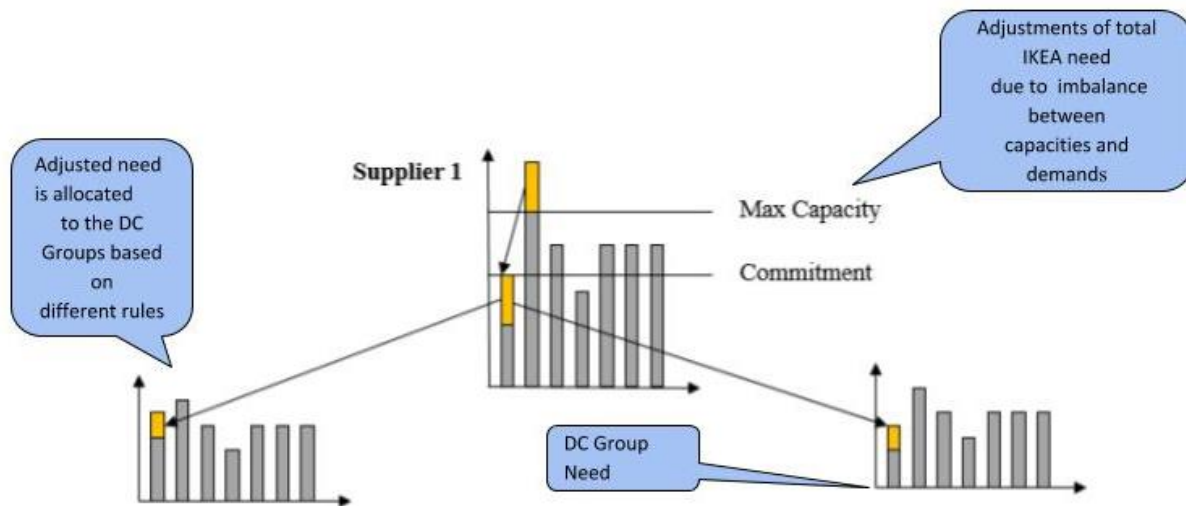 Adjustments of total
IKEA need
due to imbalance
between
capacities and
demands
Adjusted need
is allocated
to the DC
Groups based
on
different rules
Supplier 1
Max Capacity
Commitment
DC Group
Need